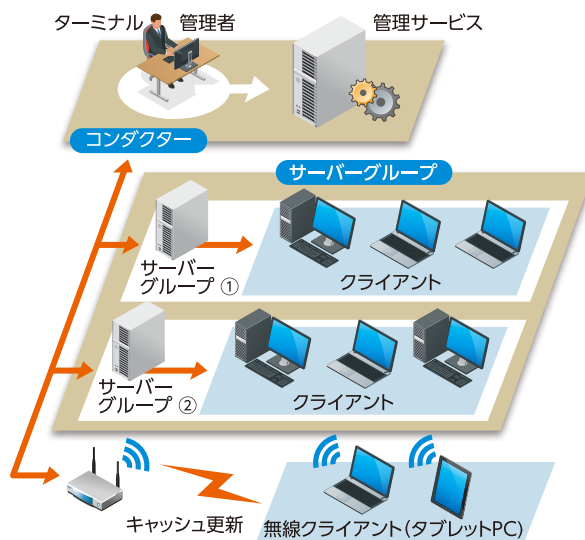 ターミナル 管理者
管理サービス
コンダクター
サーバーグループ
サーバー
グループ ①
クライアント
サーバー
グループ ②
クライアント
キャッシュ更新
無線クライアント(タブレットPC)